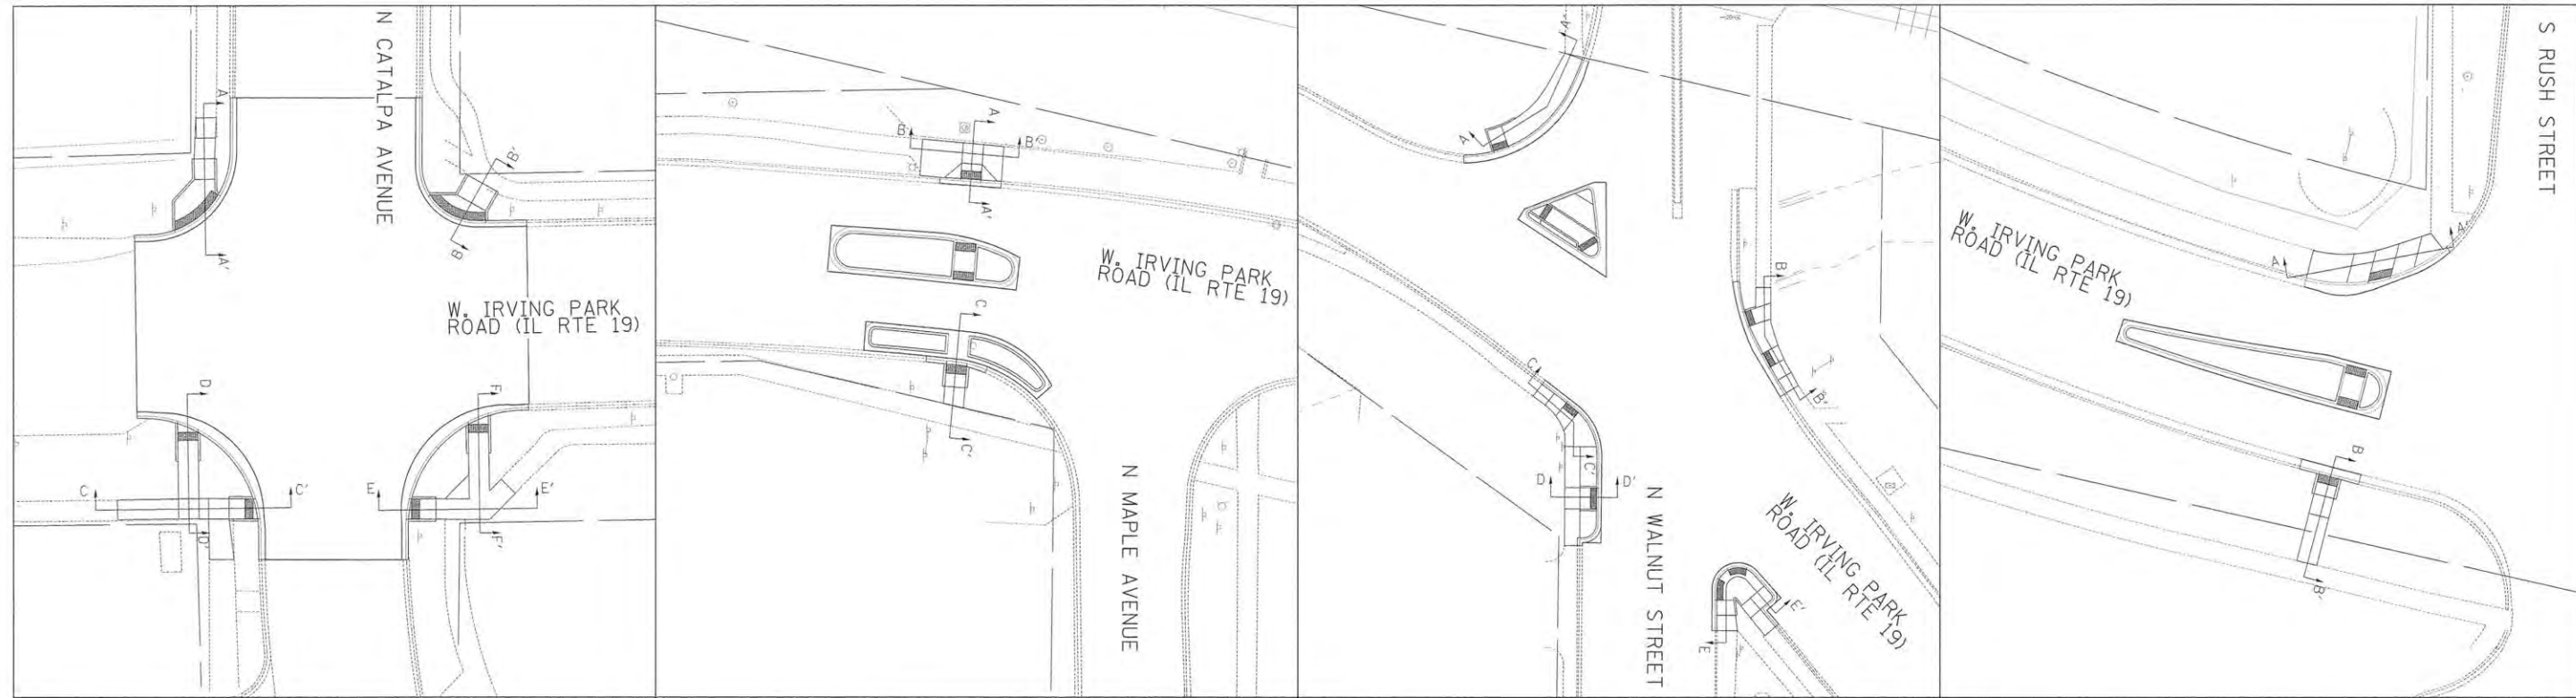 N CATALPA AVENUE
A
A'
B'
B
W. IRVING PARK
ROAD (IL RTE 19)
D
F
C
C'
E
E'
D'
F'
A
B
B'
A'
W. IRVING PARK
ROAD (IL RTE 19)
C
C'
N MAPLE AVENUE
A'
A
B
B'
C
C'
D
D'
N WALNUT STREET
W. IRVING PARK
ROAD (IL RTE 19)
E'
E
S RUSH STREET
W. IRVING PARK
ROAD (IL RTE 19)
A
A'
B
B'